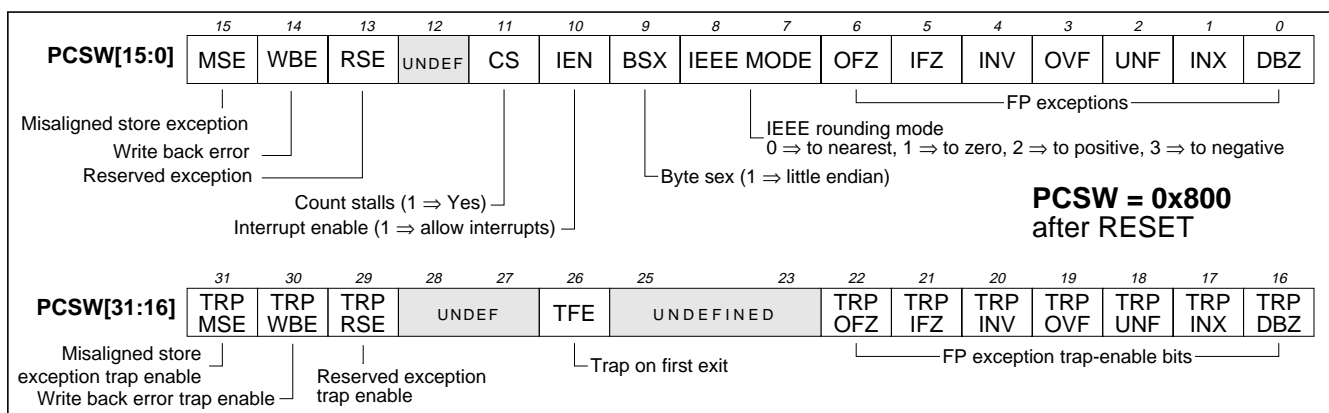 15 14 13 12 11 10 9 8 7 6 5 4 3 2 1 0
PCSW[15:0] MSE WBE RSE UNDEF CS IEN BSX IEEE MODE OFZ IFZ INV OVF UNF INX DBZ
Misaligned store exception
Write back error
Reserved exception
Count stalls (1 ⇒ Yes)
Interrupt enable (1 ⇒ allow interrupts)
FP exceptions
IEEE rounding mode
0 ⇒ to nearest, 1 ⇒ to zero, 2 ⇒ to positive, 3 ⇒ to negative
Byte sex (1 ⇒ little endian)
PCSW = 0x800
after RESET
31 30 29 28 27 26 25 23 22 21 20 19 18 17 16
PCSW[31:16] TRP MSE TRP WBE TRP RSE UNDEF TFE UNDEFINED TRP OFZ TRP IFZ TRP INV TRP OVF TRP UNF TRP INX TRP DBZ
Misaligned store
exception trap enable
Write back error trap enable
Reserved exception
trap enable
Trap on first exit
FP exception trap-enable bits